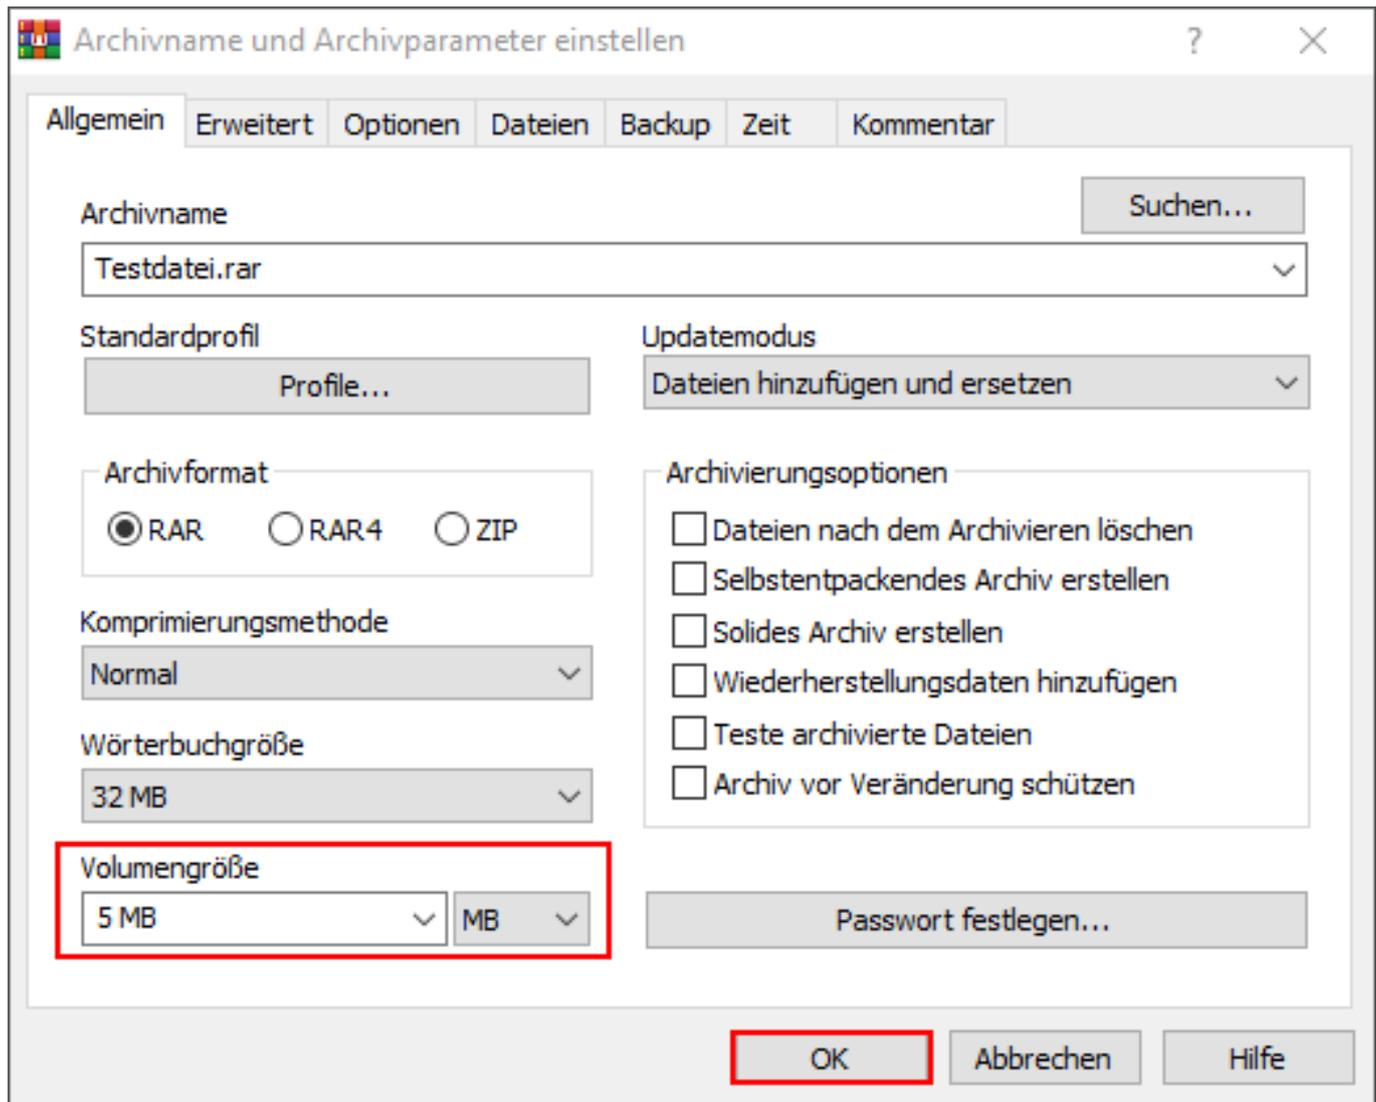 Archivname und Archivparameter einstellen ?
Allgemein Erweitert Optionen Dateien Backup Zeit Kommentar
Archivname Suchen...
Testdatei.rar
Standardprofil Updatemodus
Profile... Dateien hinzufügen und ersetzen
Archivformat Archivierungsoptionen
RAR RAR4 ZIP Dateien nach dem Archivieren löschen
Selbstentpackendes Archiv erstellen
Komprimierungsmethode Solides Archiv erstellen
Normal Wiederherstellungsdaten hinzufügen
Wörterbuchgröße Teste archivierte Dateien
32 MB Archiv vor Veränderung schützen
Volumengröße
5 MB MB Passwort festlegen...
OK Abbrechen Hilfe